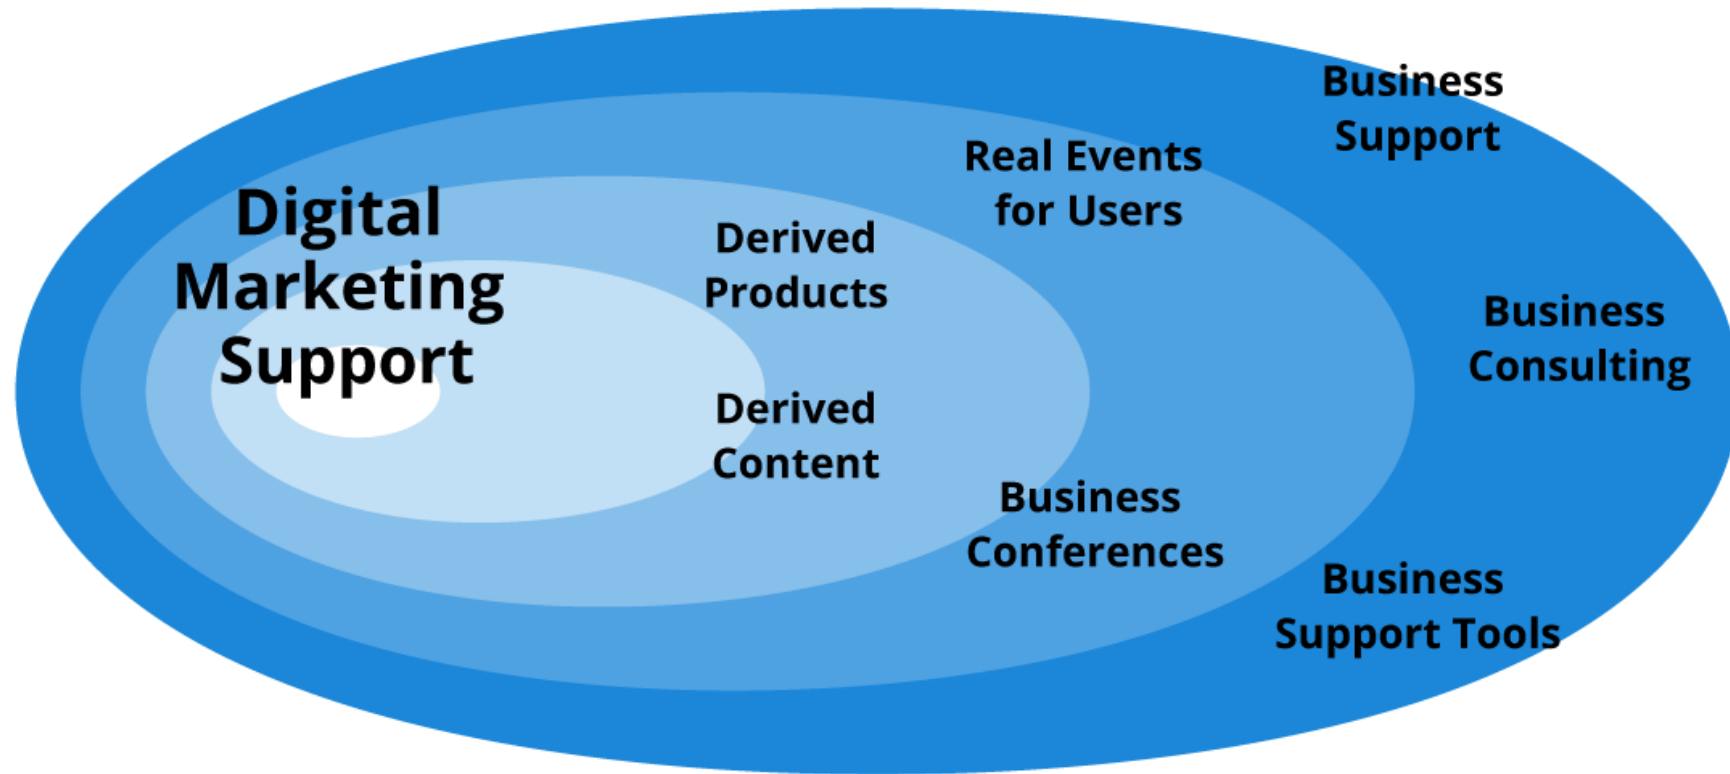 Digital
Marketing
Support
Derived
Products
Derived
Content
Real Events
for Users
Business
Conferences
Business
Support
Business
Consulting
Business
Support Tools